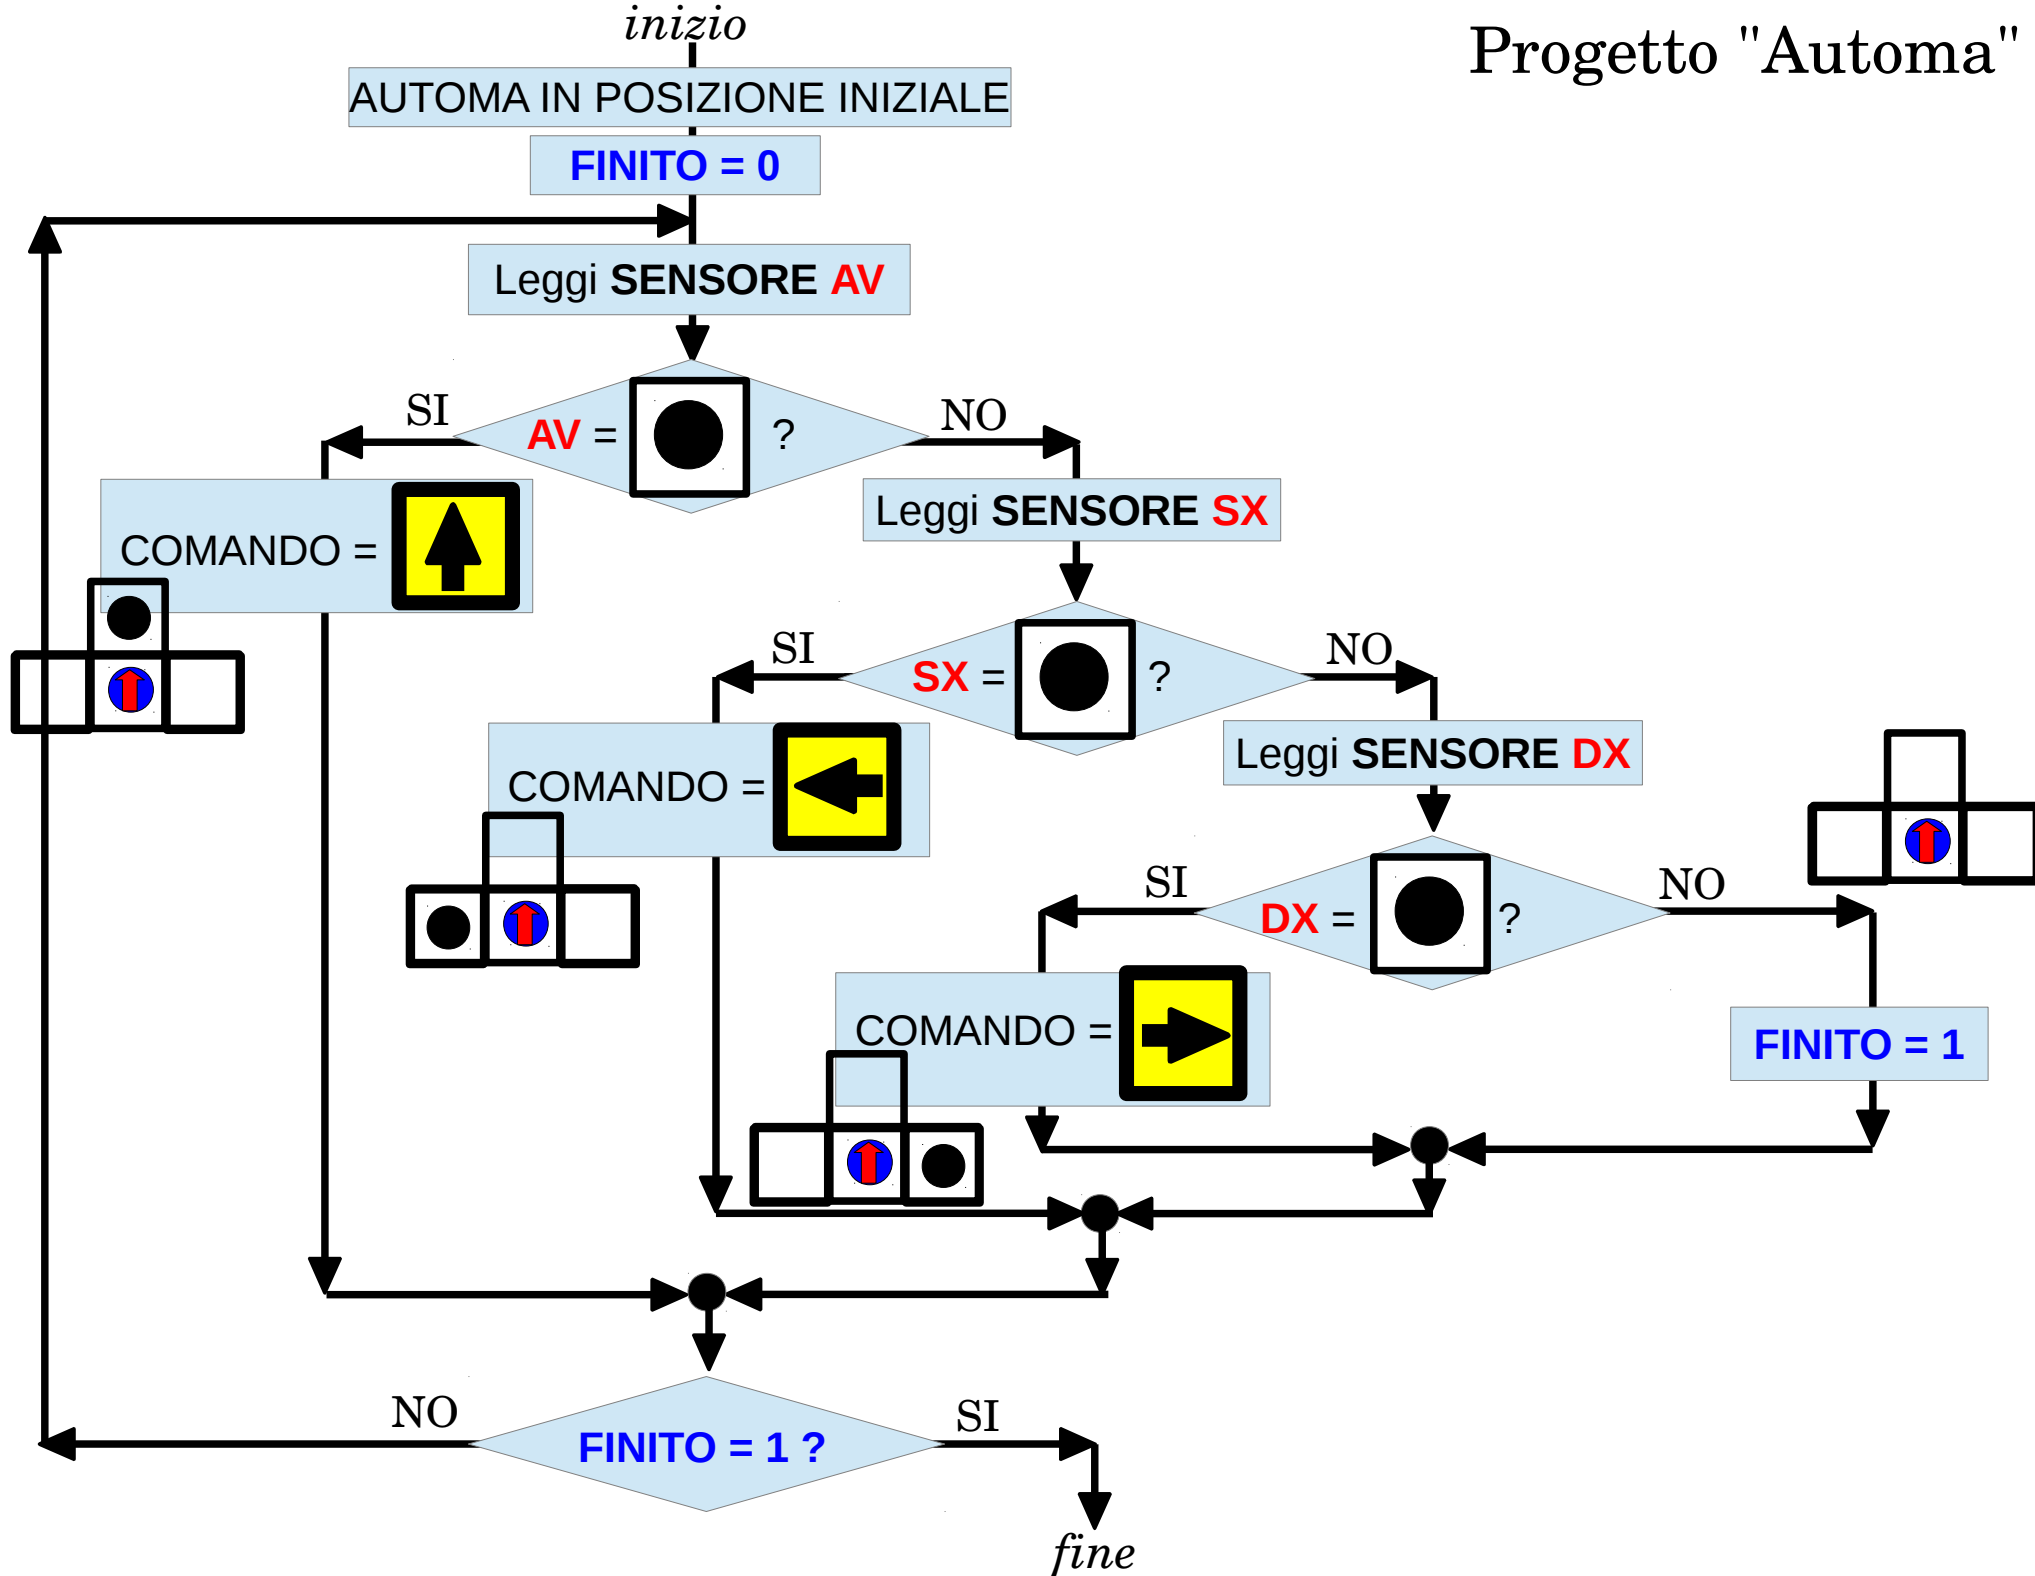 inizio
Progetto "Automa"
AUTOMA IN POSIZIONE INIZIALE
FINITO = 0
Leggi SENSORE AV
SI
AV = ?
NO
COMANDO =
Leggi SENSORE SX
SI
SX = ?
NO
COMANDO =
Leggi SENSORE DX
SI
DX = ?
NO
COMANDO =
FINITO = 1
NO
FINITO = 1 ?
SI
fine